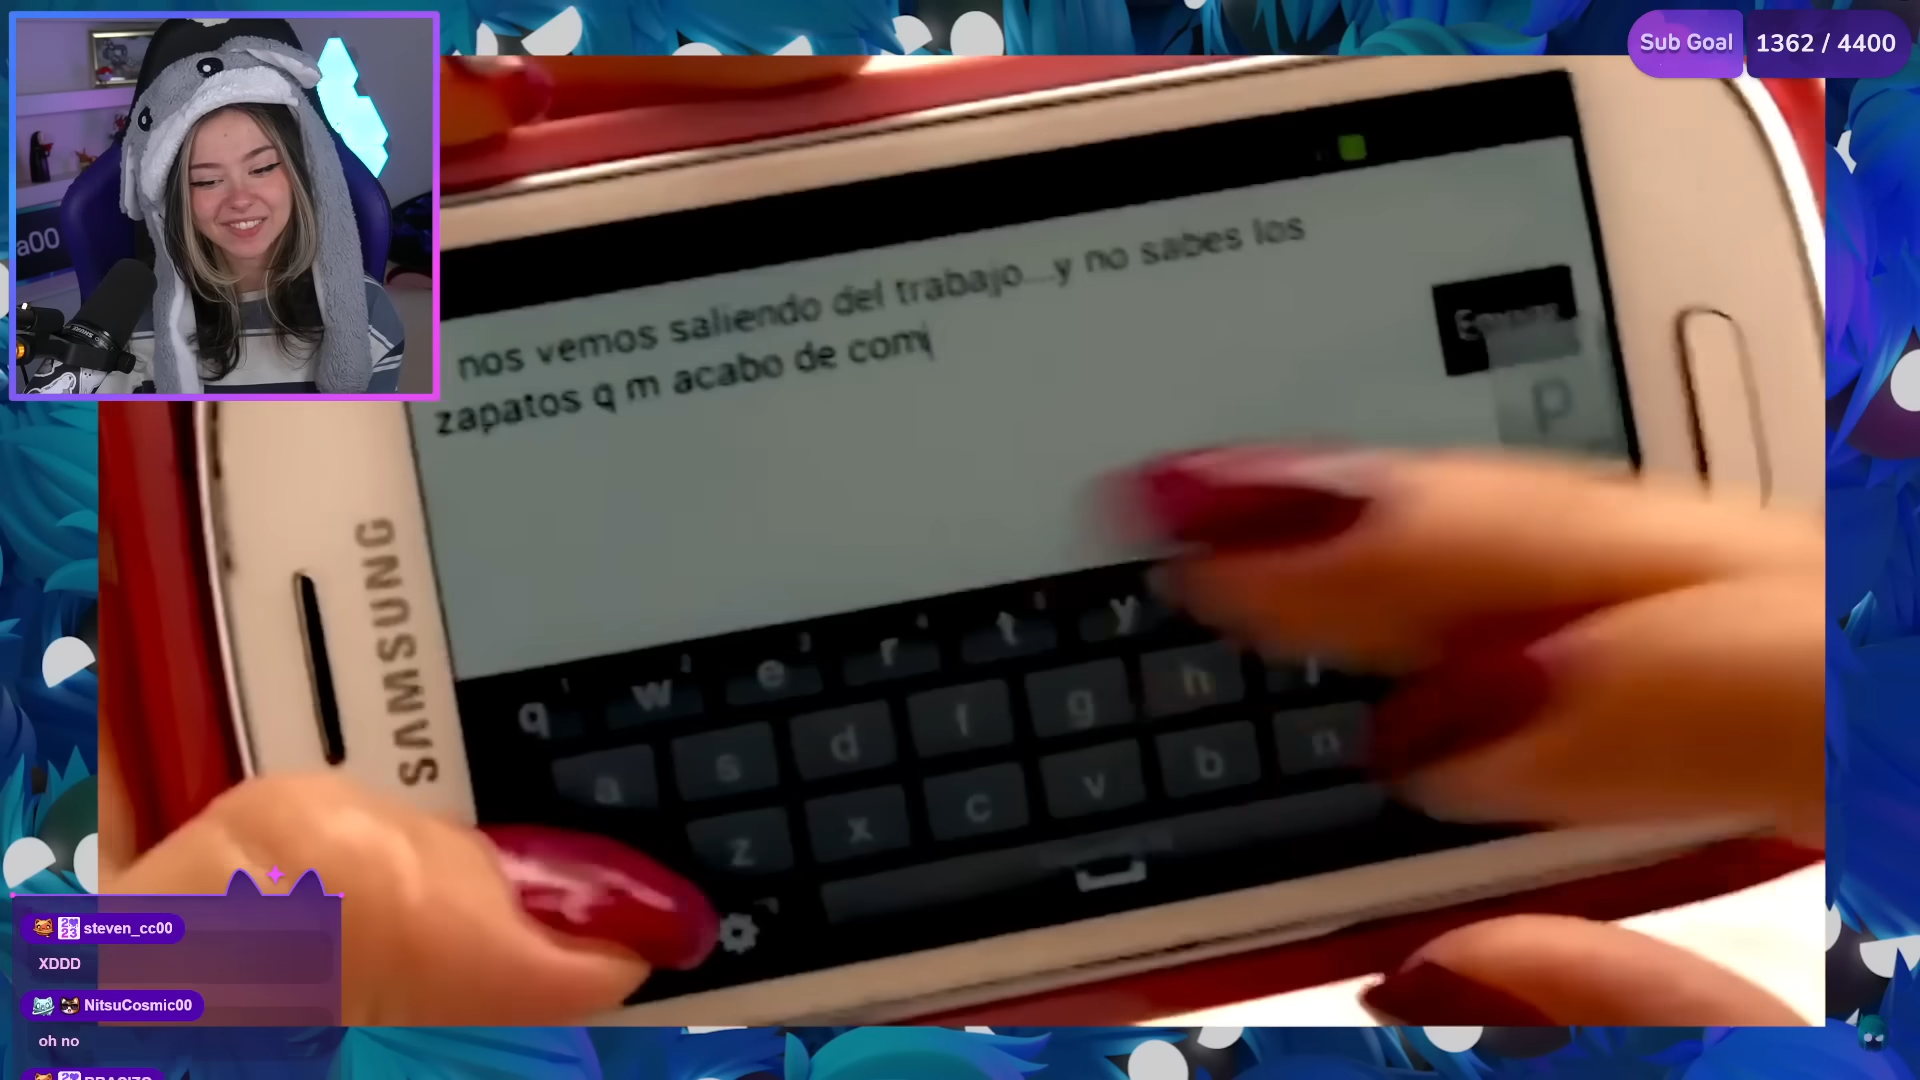 Sub Goal 1362 / 4400
a00
nos vemos saliendo del trabajo...y no sabes los
zapatos q m acabo de com
SAMSUNG
P
q w e r t y
a s d f g h
z x c v b n
steven_cc00
XDDD
NitsuCosmic00
oh no